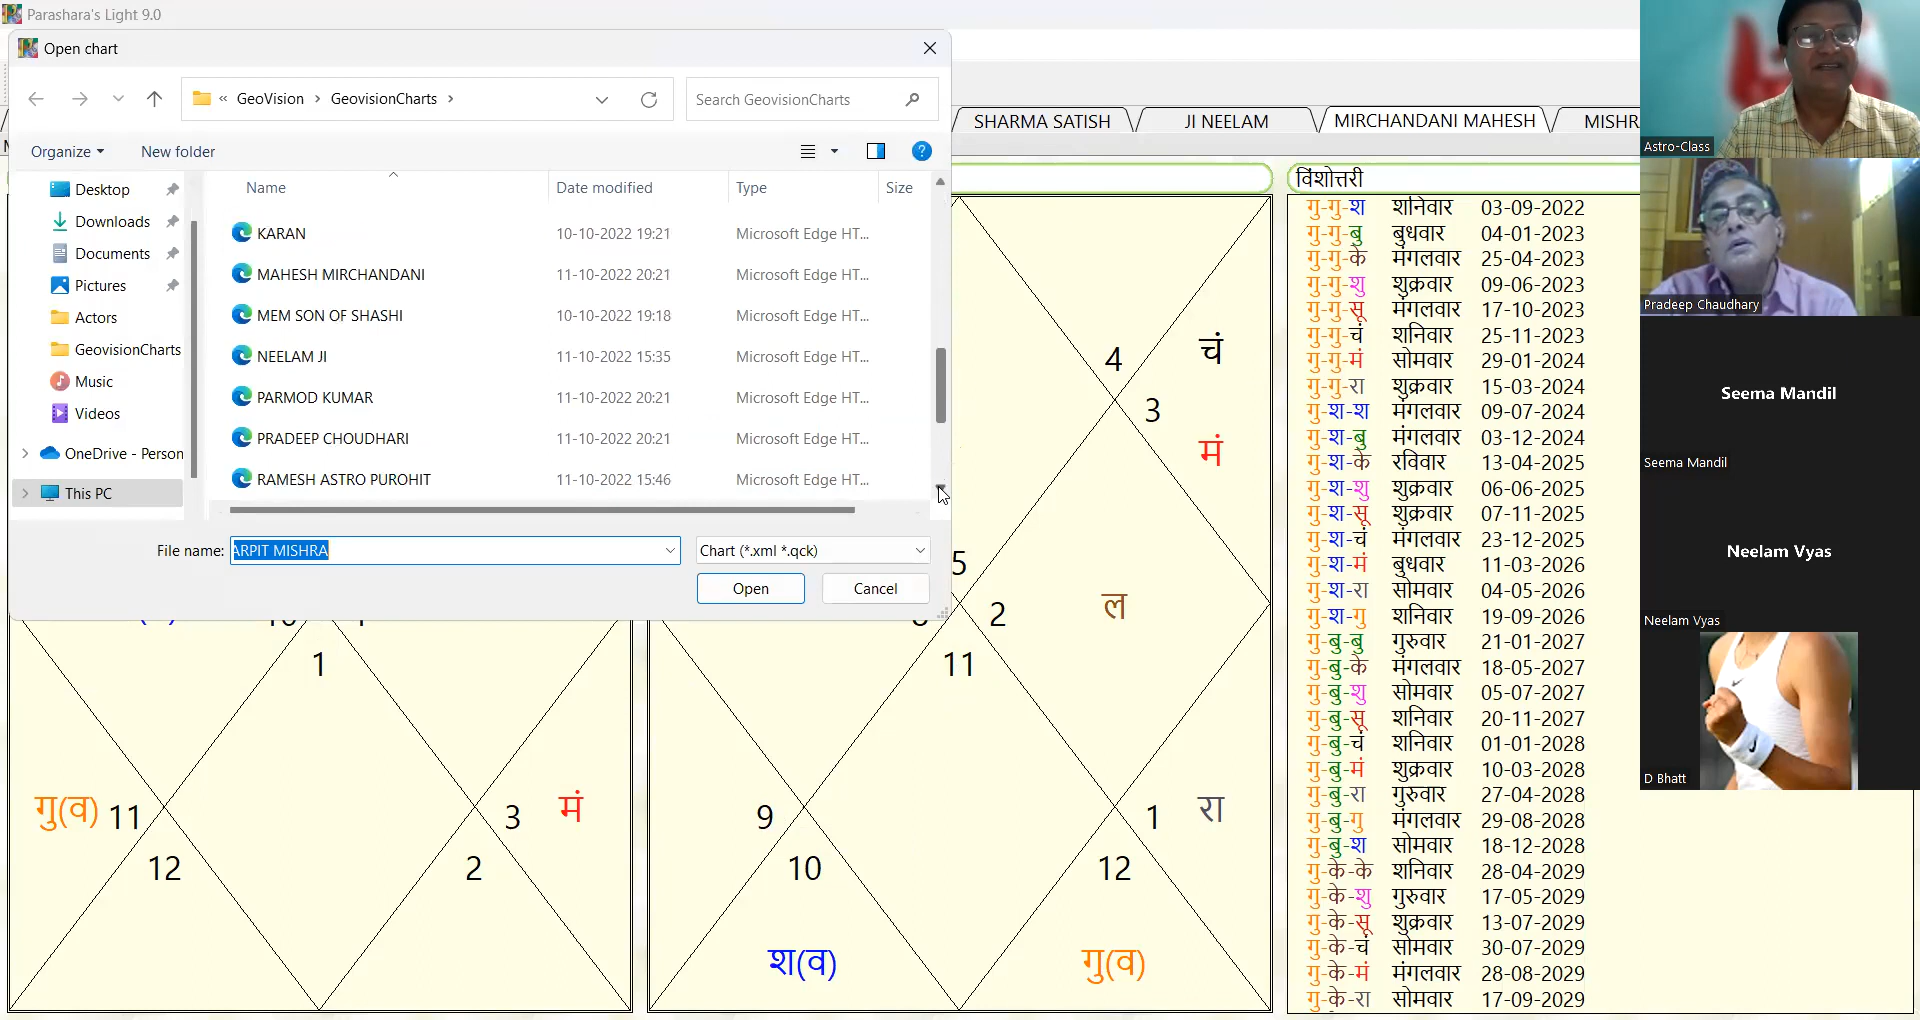 Parashara's Light 9.0
Open chart
« GeoVision › GeovisionCharts ›
Search GeovisionCharts
Organize
New folder
Name
Date modified
Type
Size
Desktop
Downloads
Documents
Pictures
Actors
GeovisionCharts
Music
Videos
OneDrive - Person
This PC
KARAN 10-10-2022 19:21 Microsoft Edge HT...
MAHESH MIRCHANDANI 11-10-2022 20:21 Microsoft Edge HT...
MEM SON OF SHASHI 10-10-2022 19:18 Microsoft Edge HT...
NEELAM JI 11-10-2022 15:35 Microsoft Edge HT...
PARMOD KUMAR 11-10-2022 20:21 Microsoft Edge HT...
PRADEEP CHOUDHARI 11-10-2022 20:21 Microsoft Edge HT...
RAMESH ASTRO PUROHIT 11-10-2022 15:46 Microsoft Edge HT...
File name: ARPIT MISHRA
Chart (*.xml *.qck)
Open
Cancel
SHARMA SATISH
JI NEELAM
MIRCHANDANI MAHESH
MISHR
1
गु(व) 11
3 मं
12
2
4
चं
3
मं
5
2
ल
11
9
1 रा
10
12
श(व)
गु(व)
विंशोत्तरी
गु-गु-श शनिवार 03-09-2022
गु-गु-बु बुधवार 04-01-2023
गु-गु-के मंगलवार 25-04-2023
गु-गु-शु शुक्रवार 09-06-2023
गु-गु-सू मंगलवार 17-10-2023
गु-गु-चं शनिवार 25-11-2023
गु-गु-मं सोमवार 29-01-2024
गु-गु-रा शुक्रवार 15-03-2024
गु-श-श मंगलवार 09-07-2024
गु-श-बु मंगलवार 03-12-2024
गु-श-के रविवार 13-04-2025
गु-श-शु शुक्रवार 06-06-2025
गु-श-सू शुक्रवार 07-11-2025
गु-श-चं मंगलवार 23-12-2025
गु-श-मं बुधवार 11-03-2026
गु-श-रा सोमवार 04-05-2026
गु-श-गु शनिवार 19-09-2026
गु-बु-बु गुरुवार 21-01-2027
गु-बु-के मंगलवार 18-05-2027
गु-बु-शु सोमवार 05-07-2027
गु-बु-सू शनिवार 20-11-2027
गु-बु-चं शनिवार 01-01-2028
गु-बु-मं शुक्रवार 10-03-2028
गु-बु-रा गुरुवार 27-04-2028
गु-बु-गु मंगलवार 29-08-2028
गु-बु-श सोमवार 18-12-2028
गु-के-के शनिवार 28-04-2029
गु-के-शु गुरुवार 17-05-2029
गु-के-सू शुक्रवार 13-07-2029
गु-के-चं सोमवार 30-07-2029
गु-के-मं मंगलवार 28-08-2029
गु-के-रा सोमवार 17-09-2029
Astro-Class
Pradeep Chaudhary
Seema Mandil
Seema Mandil
Neelam Vyas
Neelam Vyas
D Bhatt